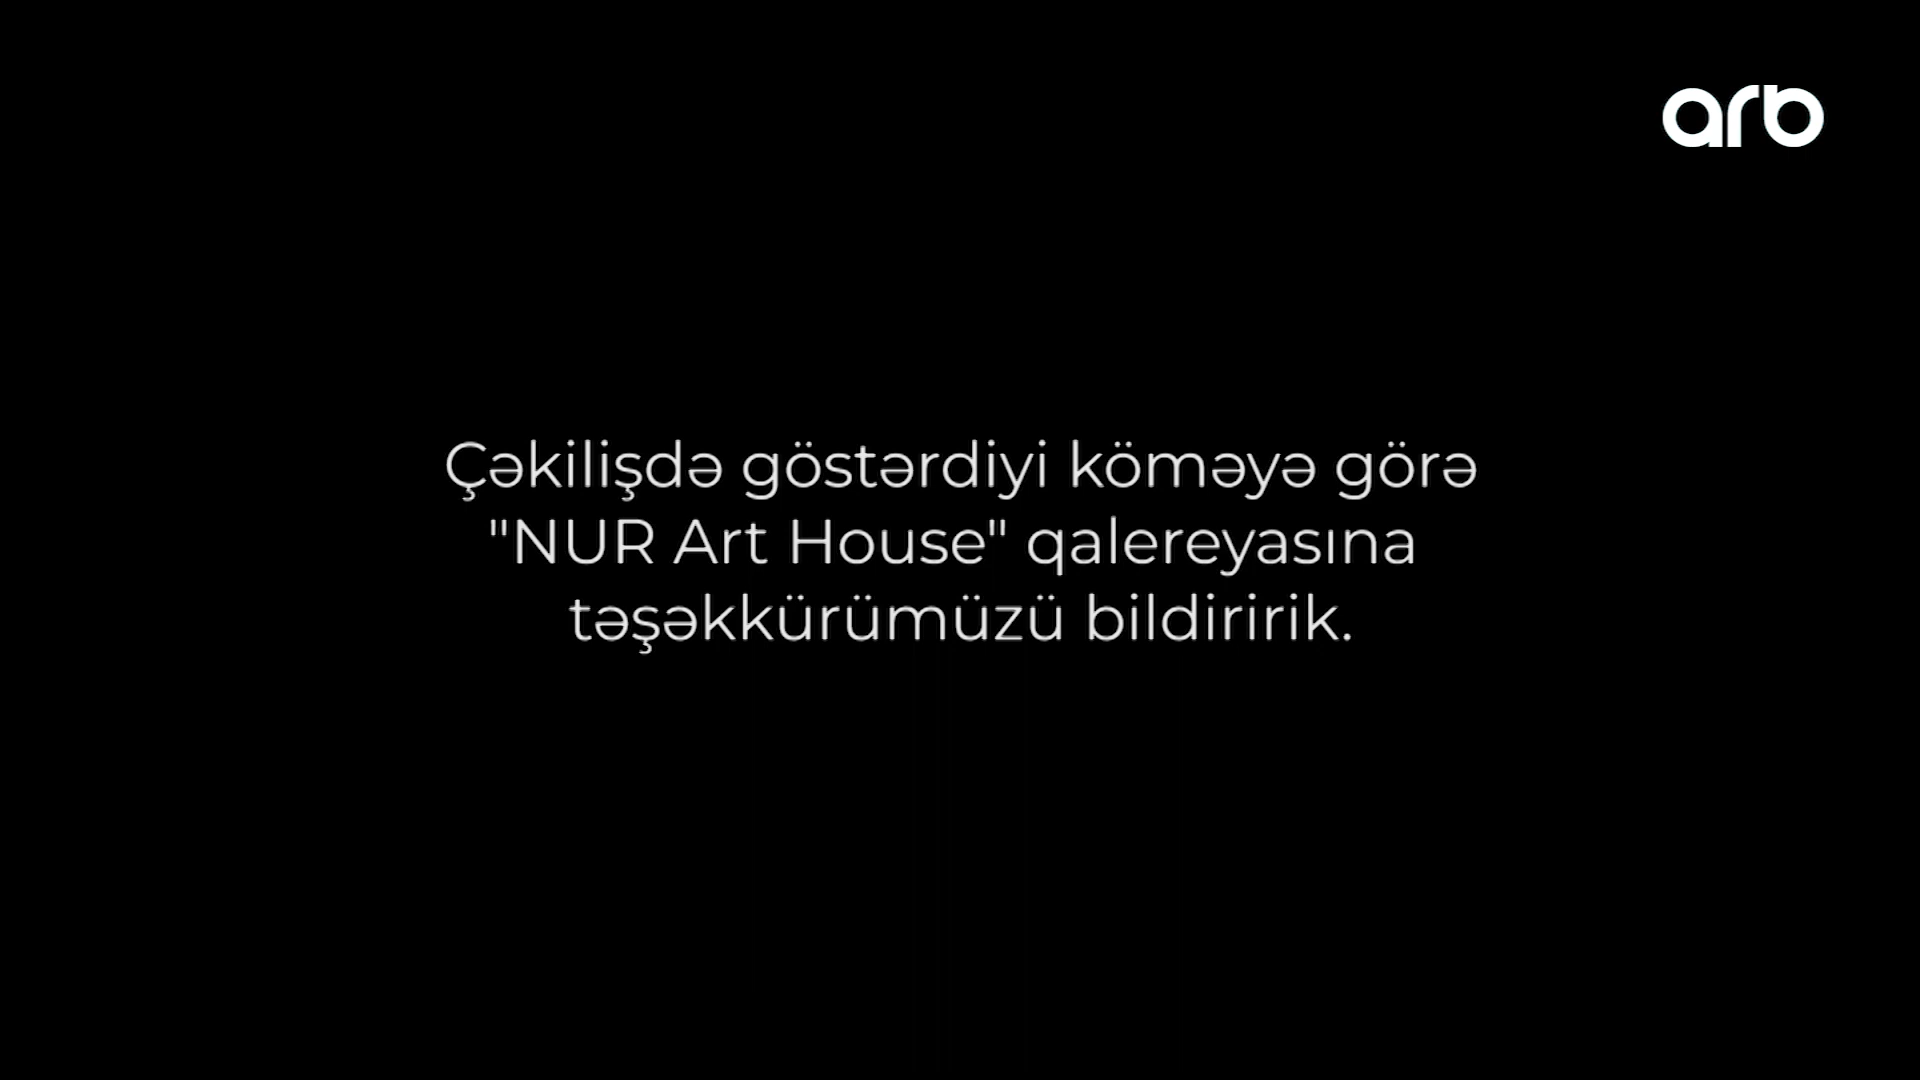 arb
Çəkilişdə göstərdiyi köməyə görə
"NUR Art House" qalereyasına
təşəkkürümüzü bildiririk.